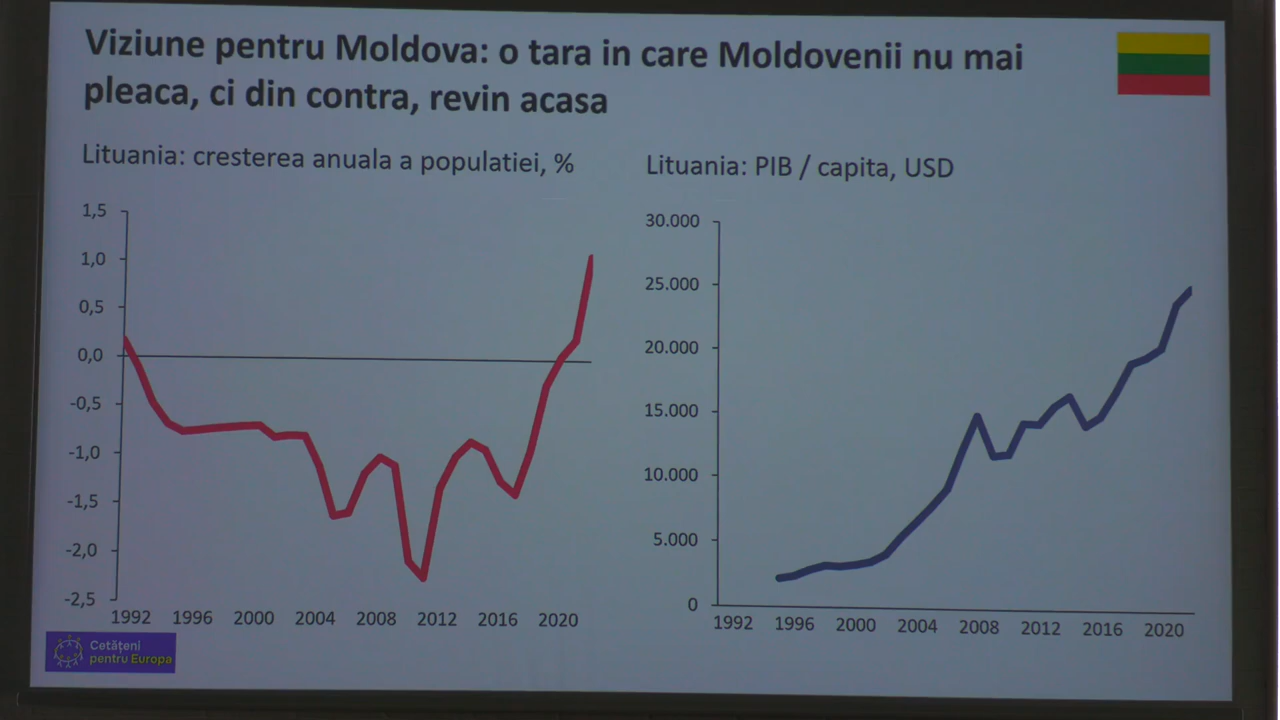 Viziune pentru Moldova: o tara in care Moldovenii nu mai
pleaca, ci din contra, revin acasa
Lituania: cresterea anuala a populatiei, %
1,5
1,0
0,5
0,0
-0,5
-1,0
-1,5
-2,0
-2,5
1992 1996 2000 2004 2008 2012 2016 2020
Lituania: PIB / capita, USD
30.000
25.000
20.000
15.000
10.000
5.000
0
1992 1996 2000 2004 2008 2012 2016 2020
Cetățeni
pentru Europa